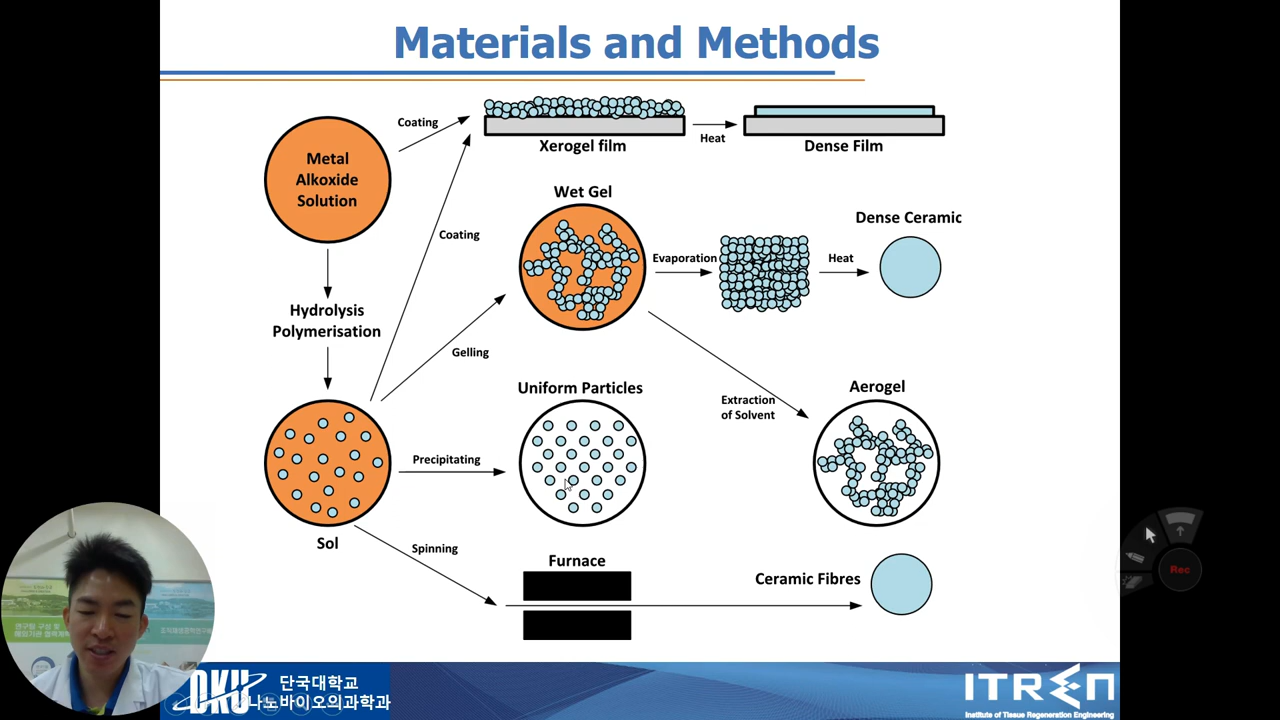 Materials and Methods
Metal
Alkoxide
Solution
Coating
Xerogel film
Heat
Dense Film
Hydrolysis
Polymerisation
Coating
Wet Gel
Evaporation
Heat
Dense Ceramic
Gelling
Extraction
of Solvent
Aerogel
Uniform Particles
Precipitating
Sol
Spinning
Furnace
Ceramic Fibres
Rec
DKU
단국대학교
나노바이오의과학과
ITREN
Institute of Tissue Regeneration Engineering